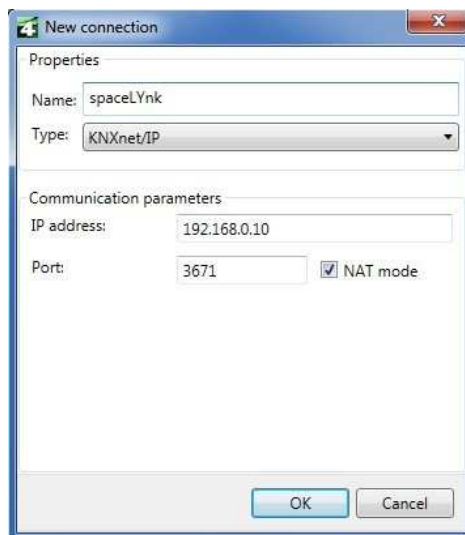 4 New connection
Properties
Name: spaceLYnk
Type: KNXnet/IP
Communication parameters
IP address: 192.168.0.10
Port: 3671 NAT mode
OK Cancel